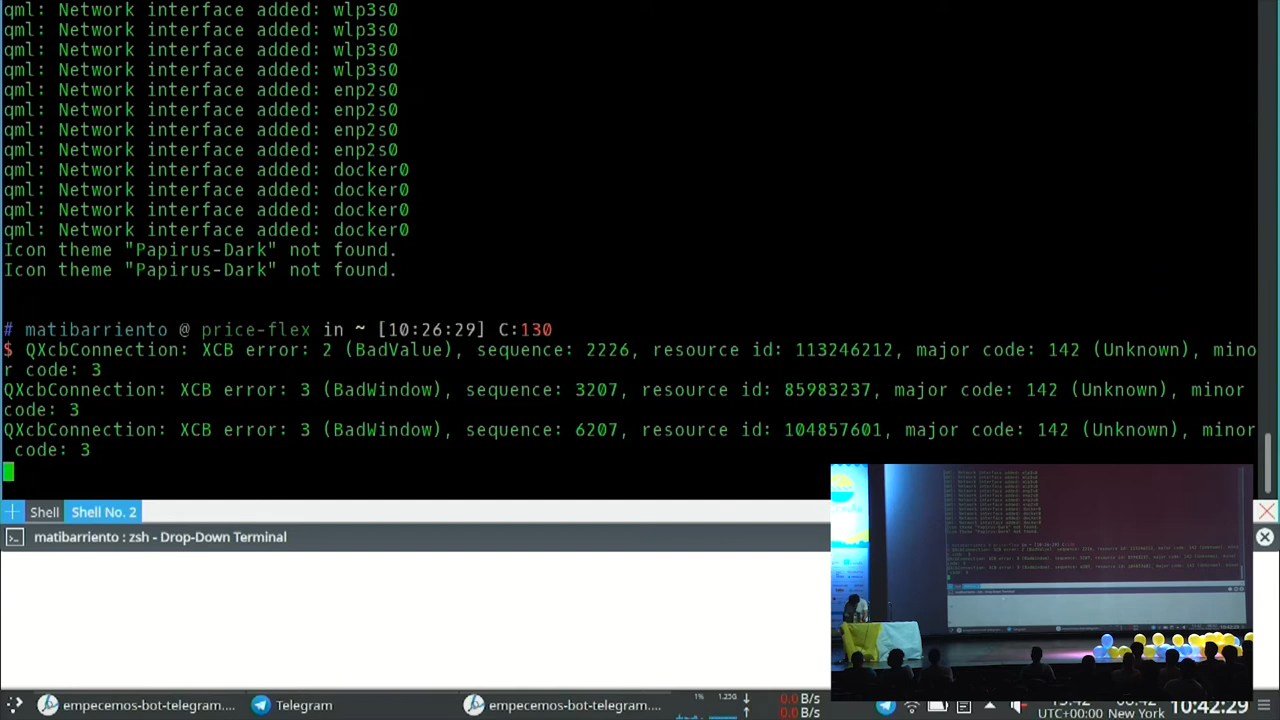 qml: Network interface added: wlp3s0
qml: Network interface added: wlp3s0
qml: Network interface added: wlp3s0
qml: Network interface added: wlp3s0
qml: Network interface added: enp2s0
qml: Network interface added: enp2s0
qml: Network interface added: enp2s0
qml: Network interface added: enp2s0
qml: Network interface added: docker0
qml: Network interface added: docker0
qml: Network interface added: docker0
qml: Network interface added: docker0
Icon theme "Papirus-Dark" not found.
Icon theme "Papirus-Dark" not found.
# matibarriento @ price-flex in ~ [10:26:29] C:130
$ QXcbConnection: XCB error: 2 (BadValue), sequence: 2226, resource id: 113246212, major code: 142 (Unknown), mino
r code: 3
QXcbConnection: XCB error: 3 (BadWindow), sequence: 3207, resource id: 85983237, major code: 142 (Unknown), minor
code: 3
QXcbConnection: XCB error: 3 (BadWindow), sequence: 6207, resource id: 104857601, major code: 142 (Unknown), minor
code: 3
Shell Shell No. 2
matibarriento : zsh - Drop-Down Terminal
empecemos-bot-telegram.... Telegram empecemos-bot-telegram.... 1% 1.25G 0.0 B/s 0.0 B/s
UTC+00:00 New York
10:42:29